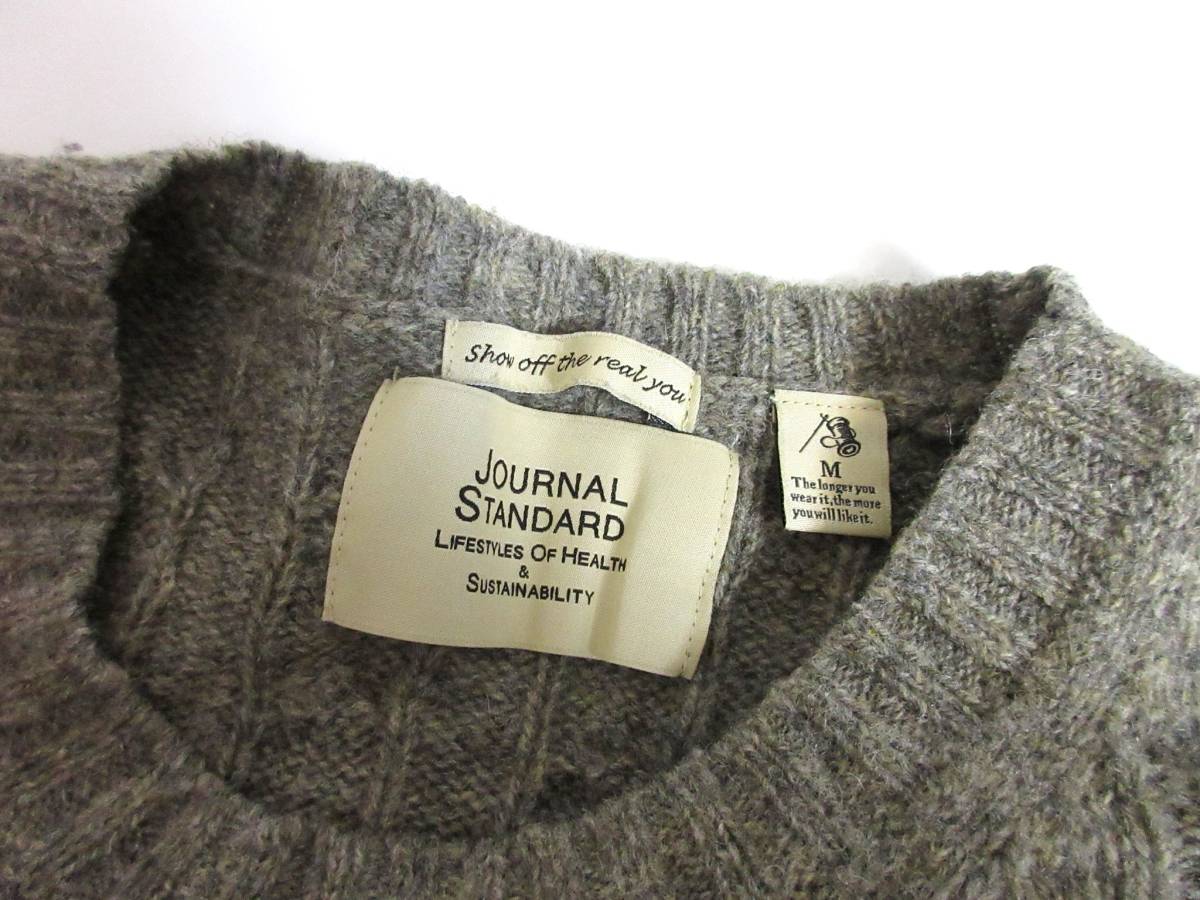 Show off the real you
JOURNAL
STANDARD
LIFESTYLES OF HEALTH
&
SUSTAINABILITY
M
The longer you
wear it, the more
you will like it.